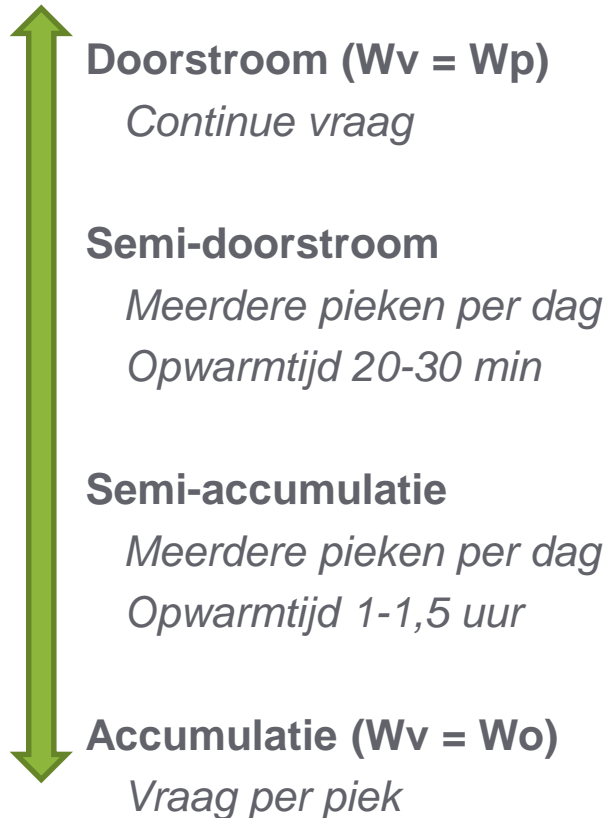 Doorstroom (Wv = Wp)
Continue vraag
Semi-doorstroom
Meerdere pieken per dag
Opwarmtijd 20-30 min
Semi-accumulatie
Meerdere pieken per dag
Opwarmtijd 1-1,5 uur
Accumulatie (Wv = Wo)
Vraag per piek